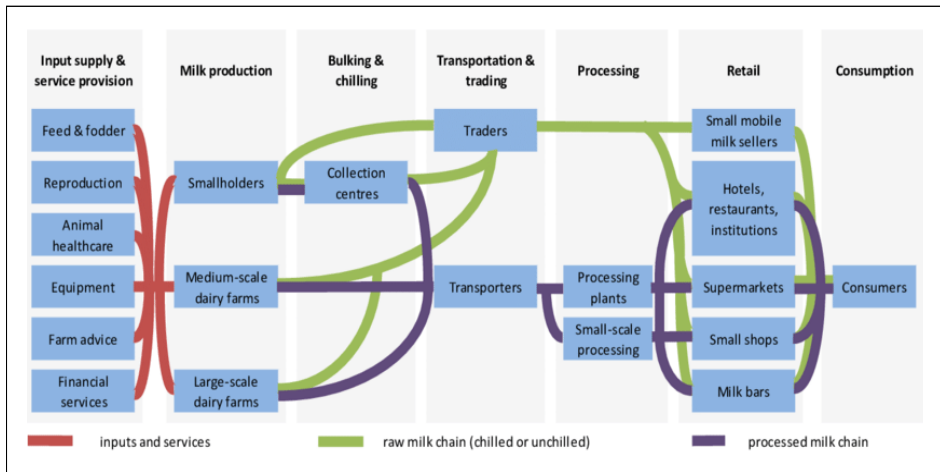 Input supply &
service provision
Milk production
Bulking &
chilling
Transportation &
trading
Processing
Retail
Consumption
Feed & fodder
Reproduction
Animal
healthcare
Equipment
Farm advice
Financial
services
Smallholders
Medium-scale
dairy farms
Large-scale
dairy farms
Collection
centres
Traders
Transporters
Processing
plants
Small-scale
processing
Small mobile
milk sellers
Hotels,
restaurants,
institutions
Supermarkets
Small shops
Milk bars
Consumers
inputs and services
raw milk chain (chilled or unchilled)
processed milk chain